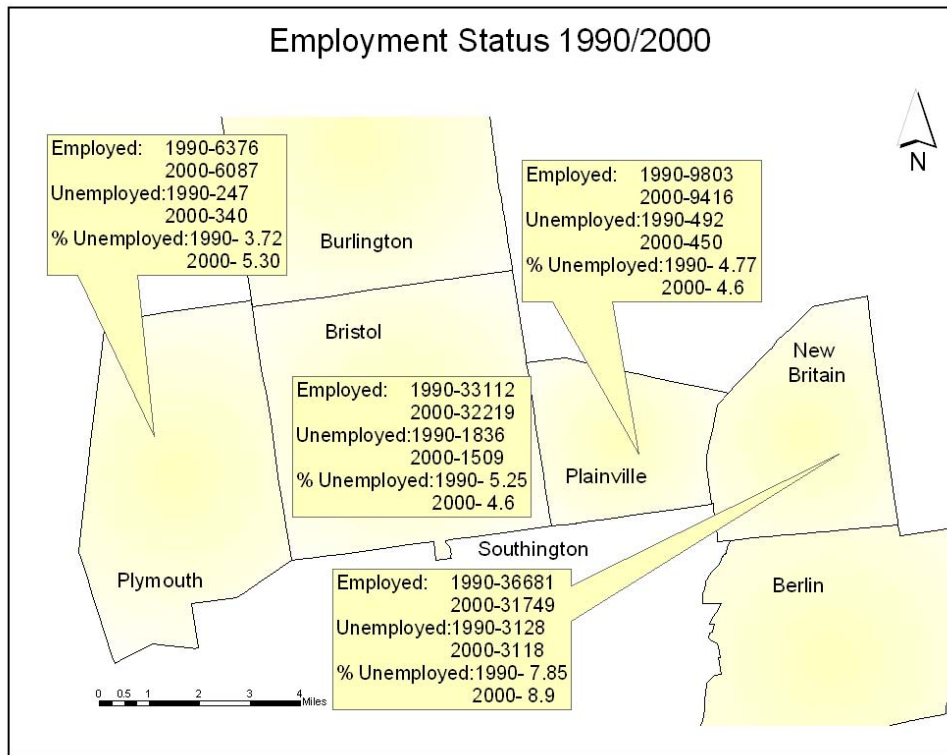 Employment Status 1990/2000
N
Employed: 1990-6376
2000-6087
Unemployed:1990-247
2000-340
% Unemployed:1990- 3.72
2000- 5.30
Employed: 1990-9803
2000-9416
Unemployed:1990-492
2000-450
% Unemployed:1990- 4.77
2000- 4.6
Burlington
Bristol
New
Britain
Employed: 1990-33112
2000-32219
Unemployed:1990-1836
2000-1509
% Unemployed:1990- 5.25
2000- 4.6
Plainville
Southington
Plymouth
Berlin
Employed: 1990-36681
2000-31749
Unemployed:1990-3128
2000-3118
% Unemployed:1990- 7.85
2000- 8.9
0 0.5 1 2 3 4
Miles